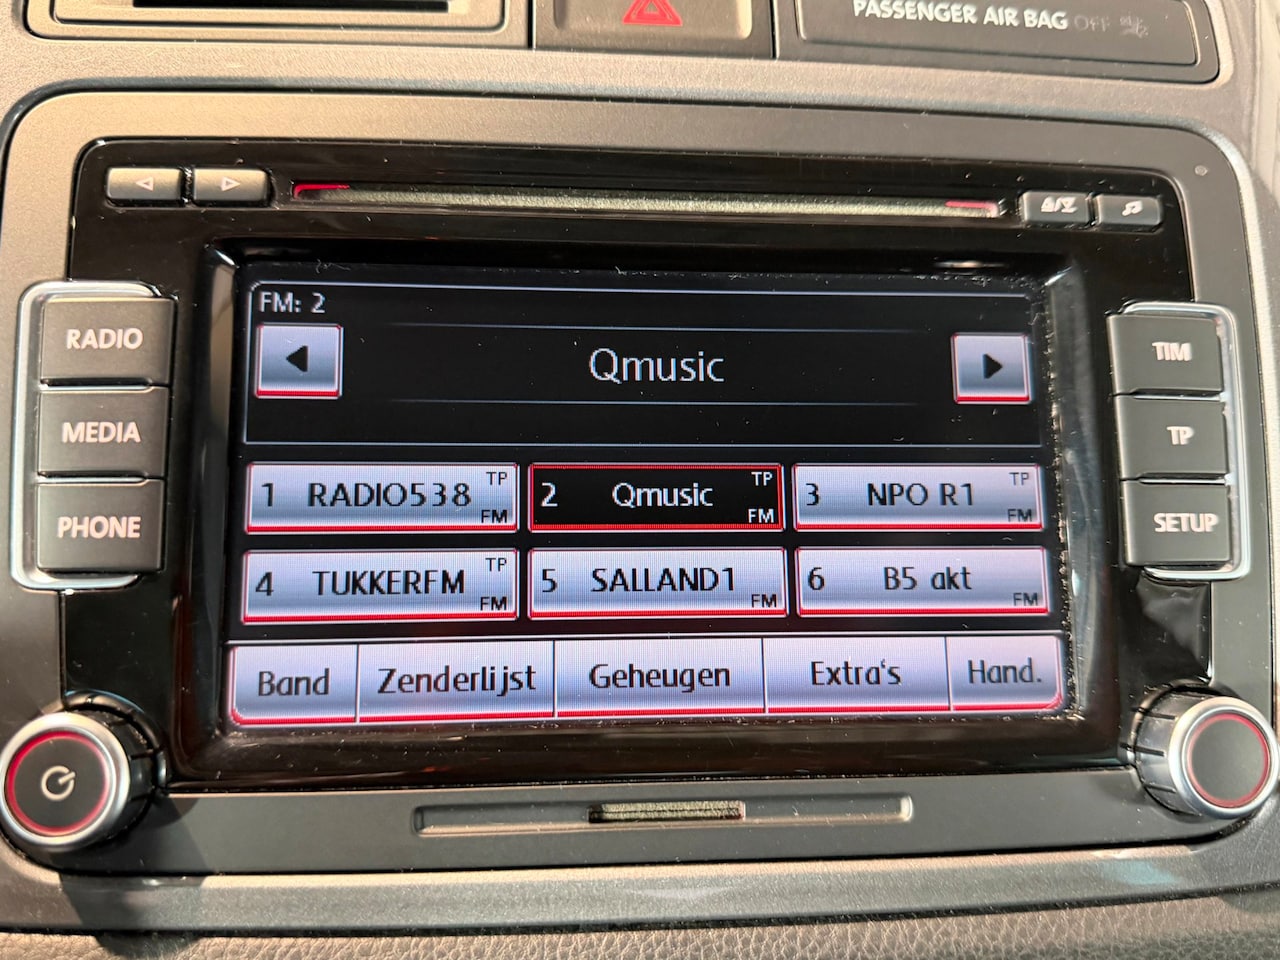 PASSENGER AIR BAG OFF
RADIO
MEDIA
PHONE
FM: 2
Qmusic
1 RADIO538 TP FM
2 Qmusic TP FM
3 NPO R1 TP FM
4 TUKKERFM TP FM
5 SALLAND1 FM
6 B5 akt FM
Band
Zenderlijst
Geheugen
Extra's
Hand.
TIM
TP
SETUP